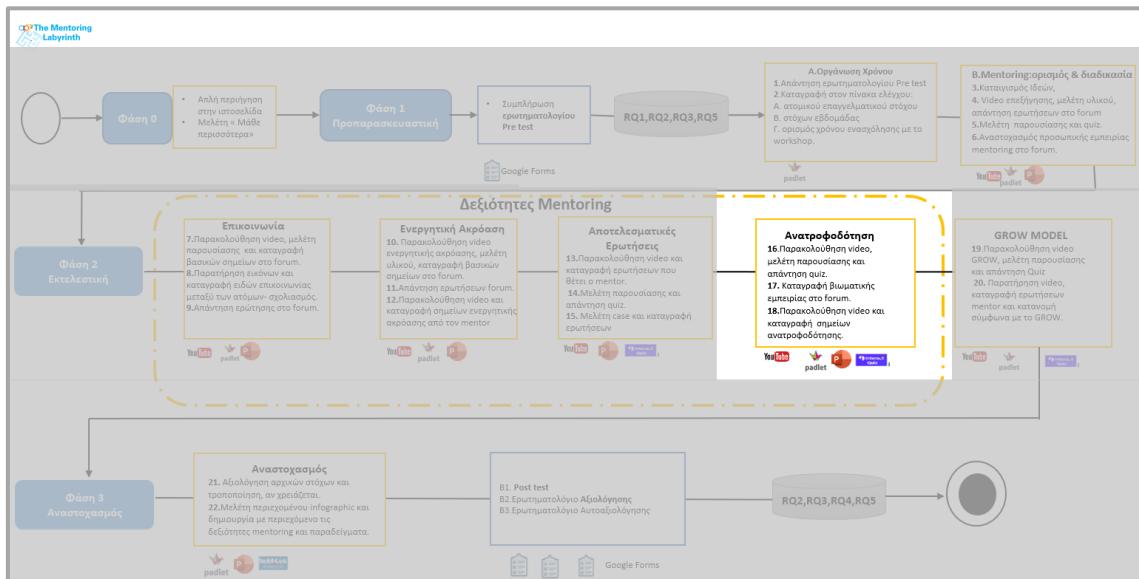 The Mentoring
Labyrinth
Φάση 0
• Απλή περιήγηση
στην ιστοσελίδα
• Μελέτη « Μάθε
περισσότερα»
Φάση 1
Προπαρασκευαστική
• Συμπλήρωση
ερωτηματολογίου
Pre test
Google Forms
RQ1,RQ2,RQ3,RQ5
Α.Οργάνωση Χρόνου
1.Απάντηση ερωτηματολογίου Pre test
2.Καταγραφή στον πίνακα ελέγχου:
Α. ατομικού επαγγελματικού στόχου
Β. στόχων εβδομάδας
Γ. ορισμός χρόνου ενασχόλησης με το
workshop.
padlet
Β.Mentoring:ορισμός & διαδικασία
3.Καταιγισμός Ιδεών,
4. Video επεξήγησης, μελέτη υλικού,
απάντηση ερωτήσεων στο forum
5.Μελέτη παρουσίασης και quiz.
6.Αναστοχασμός προσωπικής εμπειρίας
mentoring στο forum.
YouTube
padlet
Δεξιότητες Mentoring
Φάση 2
Εκτελεστική
Επικοινωνία
7.Παρακολούθηση video, μελέτη
παρουσίασης και καταγραφή
βασικών σημείων στο forum.
8.Παρατήρηση εικόνων και
καταγραφή ειδών επικοινωνίας
μεταξύ των ατόμων- σχολιασμός.
9.Απάντηση ερώτησης στο forum.
YouTube
padlet
Ενεργητική Ακρόαση
10. Παρακολούθηση video
ενεργητικής ακρόασης, μελέτη
υλικού, καταγραφή βασικών
σημείων στο forum.
11.Απάντηση ερωτήσεων forum.
12.Παρακολούθηση video και
καταγραφή σημείων ενεργητικής
ακρόασης από τον mentor
YouTube
padlet
Αποτελεσματικές
Ερωτήσεις
13.Παρακολούθηση video και
καταγραφή ερωτήσεων που
θέτει ο mentor.
14.Μελέτη παρουσίασης και
απάντηση quiz.
15. Μελέτη case και καταγραφή
ερωτήσεων
YouTube
Ανατροφοδότηση
16.Παρακολούθηση video,
μελέτη παρουσίασης και
απάντηση quiz.
17. Καταγραφή βιωματικής
εμπειρίας στο forum.
18.Παρακολούθηση video και
καταγραφή σημείων
ανατροφοδότησης.
YouTube
padlet
GROW MODEL
19.Παρακολούθηση video
GROW, μελέτη παρουσίασης
και απάντηση Quiz
20. Παρατήρηση video,
καταγραφή ερωτήσεων
mentor και κατανομή
σύμφωνα με το GROW.
YouTube
padlet
Φάση 3
Αναστοχασμός
Αναστοχασμός
21. Αξιολόγηση αρχικών στόχων και
τροποποίηση, αν χρειάζεται.
22.Μελέτη περιεχομένου infographic και
δημιουργια με περιεχόμενο τις
δεξιότητες mentoring και παραδείγματα.
padlet
Β1. Post test
Β2.Ερωτηματολόγιο Αξιολόγησης
Β3.Ερωτηματολόγιο Αυτοαξιολόγησης
Google Forms
RQ2,RQ3,RQ4,RQ5